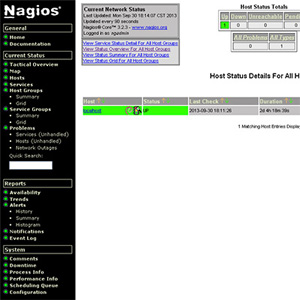 Nagios®
General
Home
Documentation
Current Status
Tactical Overview
Map
Hosts
Services
Host Groups
Summary
Grid
Service Groups
Summary
Grid
Problems
Services (Unhandled)
Hosts (Unhandled)
Network Outages
Quick Search:
Reports
Availability
Trends
Alerts
History
Summary
Histogram
Notifications
Event Log
System
Comments
Downtime
Process Info
Performance Info
Scheduling Queue
Configuration
Current Network Status
Last Updated: Mon Sep 30 18:14:07 CST 2013
Updated every 90 seconds
Nagios® Core™ 3.2.3 - www.nagios.org
Logged in as
View Service Status Detail For All Host Groups
View Status Overview For All Host Groups
View Status Summary For All Host Groups
View Status Grid For All Host Groups
Host Status Totals
Up Down Unreachable Pend
1 0 0 0
All Problems All Types
0 1
Host Status Details For All H
Host Status Last Check Duration
localhost UP 2013-09-30 18:11:28 2d 4h 18m 39s
1 Matching Host Entries Displa